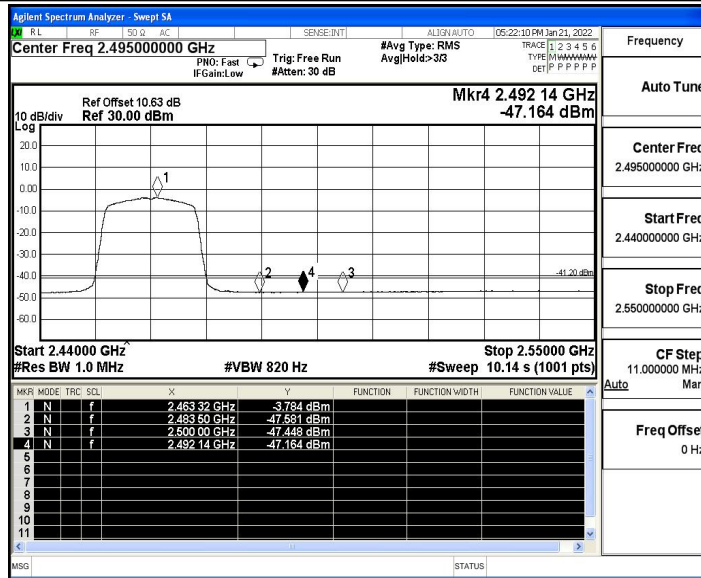 Agilent Spectrum Analyzer - Swept SA
RL RF 50 Ω AC SENSE:INT ALIGN AUTO 05:22:10 PM Jan 21, 2022
Center Freq 2.495000000 GHz
PNO: Fast
IFGain:Low
Trig: Free Run
#Atten: 30 dB
#Avg Type: RMS
Avg|Hold:>3/3
TRACE 1 2 3 4 5 6
TYPE M
DET P P P P P P
Ref Offset 10.63 dB
10 dB/div Ref 30.00 dBm
Log
Mkr4 2.492 14 GHz
-47.164 dBm
20.0
10.0
0.00
-10.0
-20.0
-30.0
-40.0
-50.0
-60.0
1
2
4
3
-41.20 dBm
Start 2.44000 GHz Stop 2.55000 GHz
#Res BW 1.0 MHz #VBW 820 Hz #Sweep 10.14 s (1001 pts)
MKR MODE TRC SCL X Y FUNCTION FUNCTION WIDTH FUNCTION VALUE
1 N f 2.463 32 GHz -3.784 dBm
2 N f 2.483 50 GHz -47.581 dBm
3 N f 2.500 00 GHz -47.448 dBm
4 N f 2.492 14 GHz -47.164 dBm
5
6
7
8
9
10
11
MSG STATUS
Frequency
Auto Tune
Center Freq
2.495000000 GHz
Start Freq
2.440000000 GHz
Stop Freq
2.550000000 GHz
CF Step
11.000000 MHz
Auto Man
Freq Offset
0 Hz